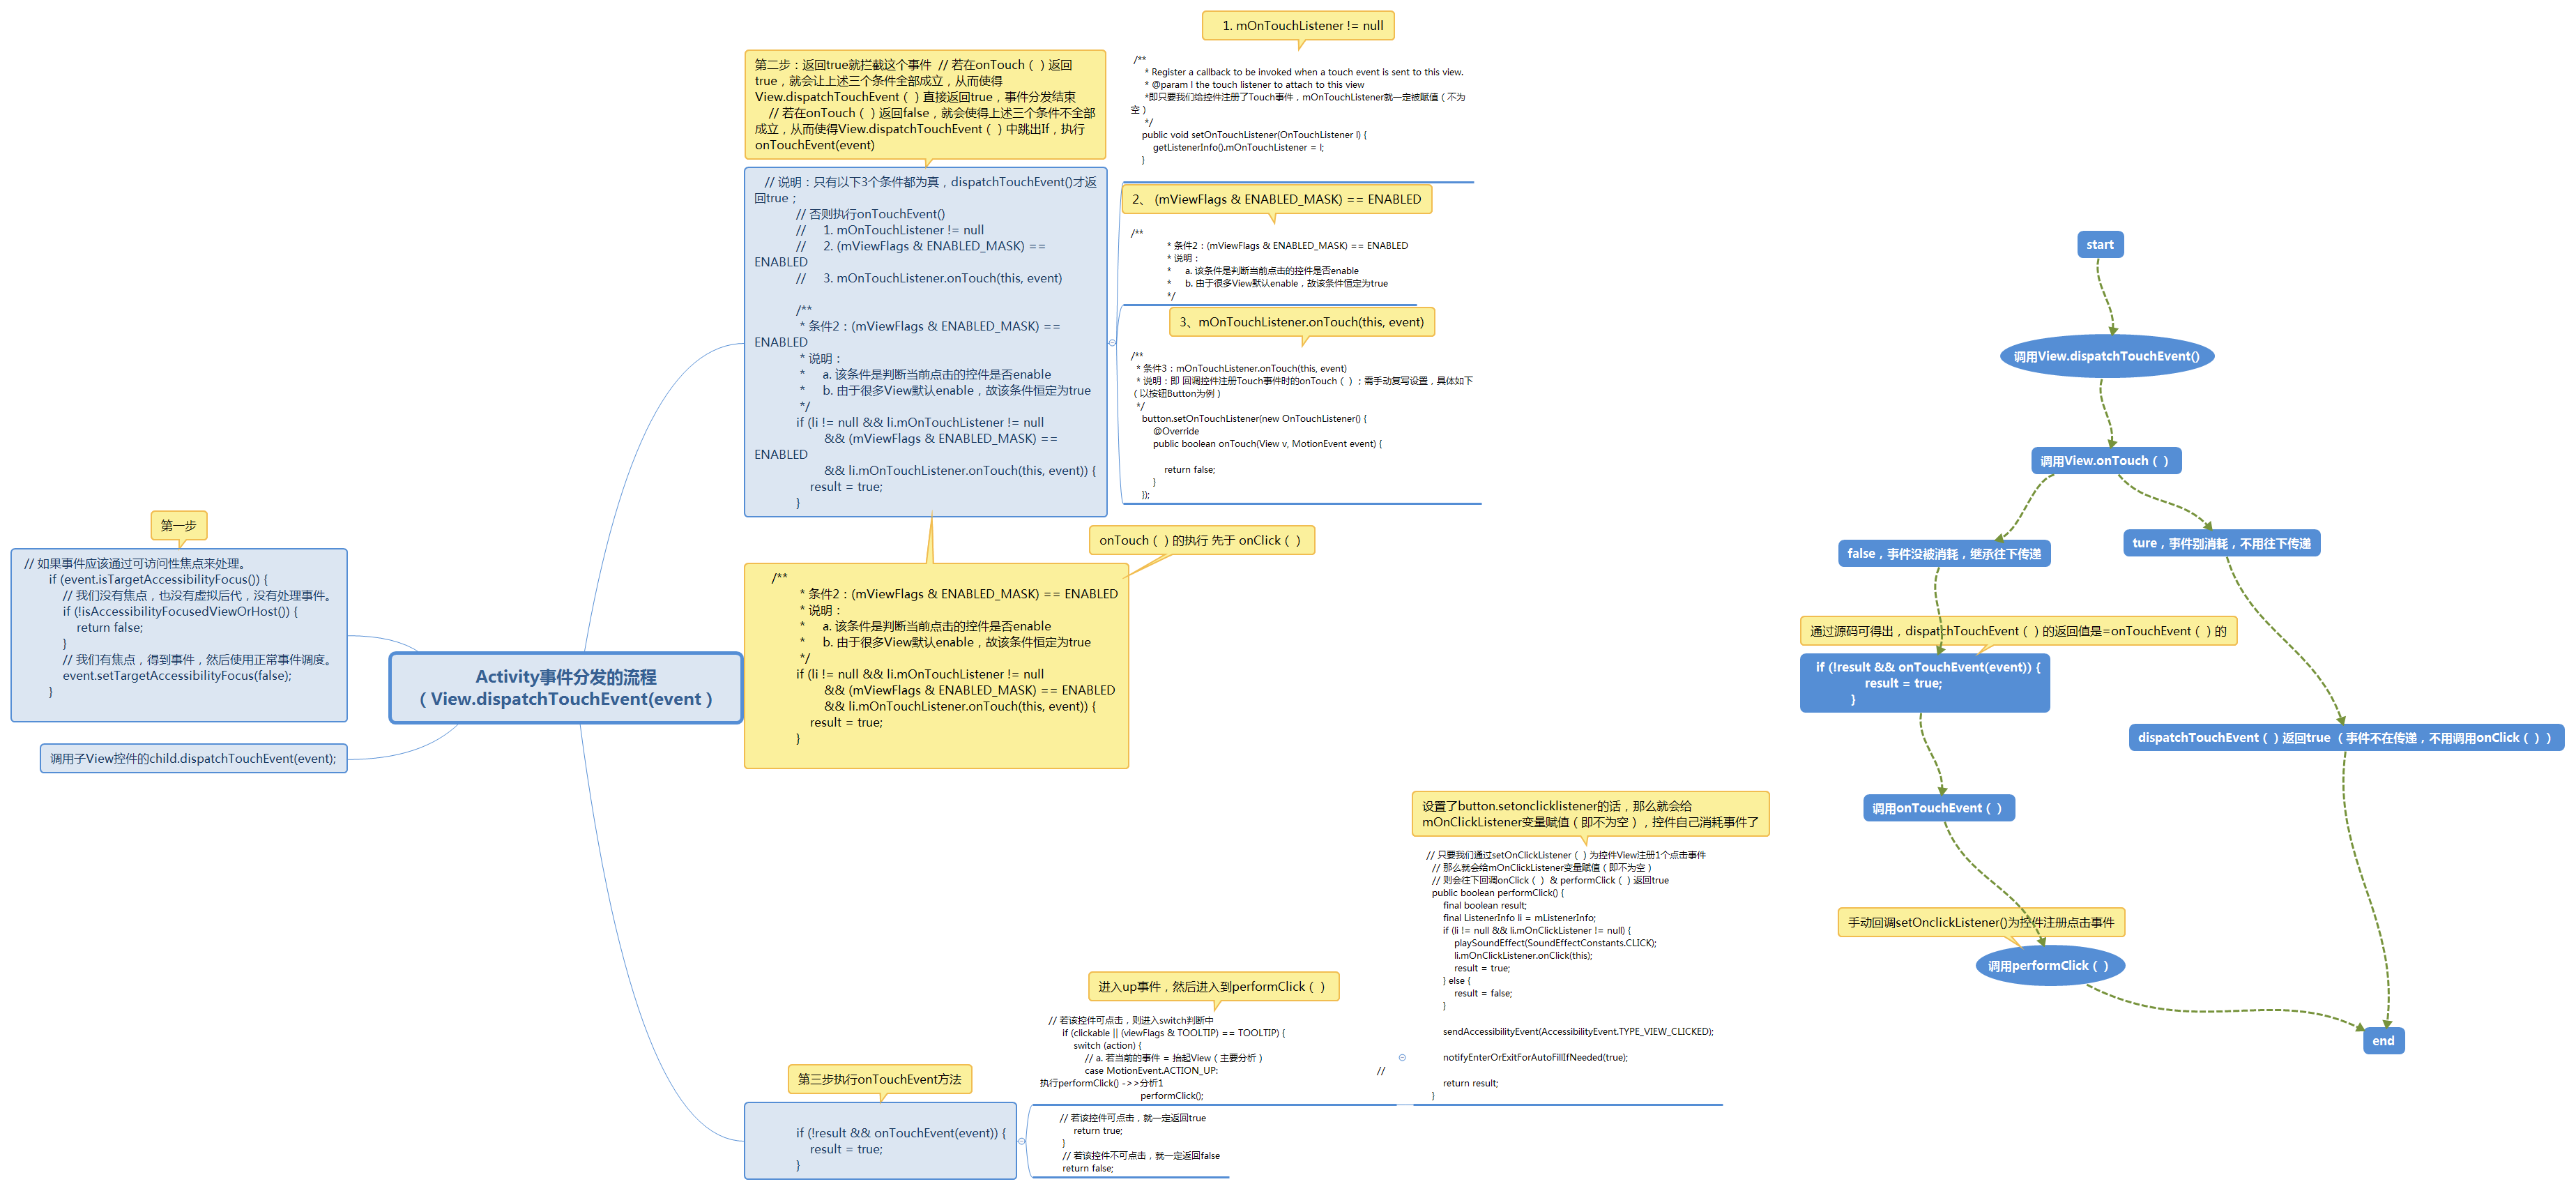 第一步
// 如果事件应该通过可访问性焦点来处理。
if (event.isTargetAccessibilityFocus()) {
// 我们没有焦点，也没有虚拟后代，没有处理事件。
if (!isAccessibilityFocusedViewOrHost()) {
return false;
}
// 我们有焦点，得到事件，然后使用正常事件调度。
event.setTargetAccessibilityFocus(false);
}
调用子View控件的child.dispatchTouchEvent(event);
Activity事件分发的流程
（View.dispatchTouchEvent(event）
第二步：返回true就拦截这个事件 // 若在onTouch（）返回
true，就会让上述三个条件全部成立，从而使得
View.dispatchTouchEvent（）直接返回true，事件分发结束
// 若在onTouch（）返回false，就会使得上述三个条件不全部
成立，从而使得View.dispatchTouchEvent（）中跳出If，执行
onTouchEvent(event)
// 说明：只有以下3个条件都为真，dispatchTouchEvent()才返
回true；
// 否则执行onTouchEvent()
// 1. mOnTouchListener != null
// 2. (mViewFlags & ENABLED_MASK) ==
ENABLED
// 3. mOnTouchListener.onTouch(this, event)
/**
* 条件2：(mViewFlags & ENABLED_MASK) ==
ENABLED
* 说明：
* a. 该条件是判断当前点击的控件是否enable
* b. 由于很多View默认enable，故该条件恒定为true
*/
if (li != null && li.mOnTouchListener != null
&& (mViewFlags & ENABLED_MASK) ==
ENABLED
&& li.mOnTouchListener.onTouch(this, event)) {
result = true;
}
1. mOnTouchListener != null
/**
* Register a callback to be invoked when a touch event is sent to this view.
* @param l the touch listener to attach to this view
*即只要我们给控件注册了Touch事件，mOnTouchListener就一定被赋值（不为
空）
*/
public void setOnTouchListener(OnTouchListener l) {
getListenerInfo().mOnTouchListener = l;
}
2、 (mViewFlags & ENABLED_MASK) == ENABLED
/**
* 条件2：(mViewFlags & ENABLED_MASK) == ENABLED
* 说明：
* a. 该条件是判断当前点击的控件是否enable
* b. 由于很多View默认enable，故该条件恒定为true
*/
3、mOnTouchListener.onTouch(this, event)
/**
* 条件3：mOnTouchListener.onTouch(this, event)
* 说明：即 回调控件注册Touch事件时的onTouch（）；需手动复写设置，具体如下
（以按钮Button为例）
*/
button.setOnTouchListener(new OnTouchListener() {
@Override
public boolean onTouch(View v, MotionEvent event) {
return false;
}
});
onTouch（）的执行 先于 onClick（）
/**
* 条件2：(mViewFlags & ENABLED_MASK) == ENABLED
* 说明：
* a. 该条件是判断当前点击的控件是否enable
* b. 由于很多View默认enable，故该条件恒定为true
*/
if (li != null && li.mOnTouchListener != null
&& (mViewFlags & ENABLED_MASK) == ENABLED
&& li.mOnTouchListener.onTouch(this, event)) {
result = true;
}
第三步执行onTouchEvent方法
if (!result && onTouchEvent(event)) {
result = true;
}
进入up事件，然后进入到performClick（）
// 若该控件可点击，则进入switch判断中
if (clickable || (viewFlags & TOOLTIP) == TOOLTIP) {
switch (action) {
// a. 若当前的事件 = 抬起View（主要分析）
case MotionEvent.ACTION_UP: //
执行performClick() ->>分析1
performClick();
// 若该控件可点击，就一定返回true
return true;
}
// 若该控件不可点击，就一定返回false
return false;
设置了button.setonclicklistener的话，那么就会给
mOnClickListener变量赋值（即不为空），控件自己消耗事件了
// 只要我们通过setOnClickListener（）为控件View注册1个点击事件
// 那么就会给mOnClickListener变量赋值（即不为空）
// 则会往下回调onClick（） & performClick（）返回true
public boolean performClick() {
final boolean result;
final ListenerInfo li = mListenerInfo;
if (li != null && li.mOnClickListener != null) {
playSoundEffect(SoundEffectConstants.CLICK);
li.mOnClickListener.onClick(this);
result = true;
} else {
result = false;
}
sendAccessibilityEvent(AccessibilityEvent.TYPE_VIEW_CLICKED);
notifyEnterOrExitForAutoFillIfNeeded(true);
return result;
}
start
调用View.dispatchTouchEvent()
调用View.onTouch（）
false，事件没被消耗，继承往下传递
ture，事件别消耗，不用往下传递
通过源码可得出，dispatchTouchEvent（）的返回值是=onTouchEvent（）的
if (!result && onTouchEvent(event)) {
result = true;
}
dispatchTouchEvent（）返回true （事件不在传递，不用调用onClick（））
调用onTouchEvent（）
手动回调setOnclickListener()为控件注册点击事件
调用performClick（）
end